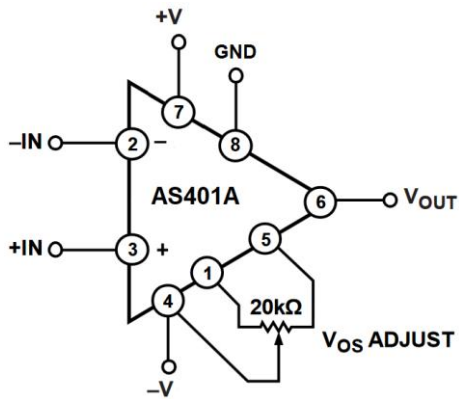 +V
GND
7
8
–IN
2
–
AS401A
6
VOUT
+IN
3
+
5
1
4
20kΩ
VOS ADJUST
–V